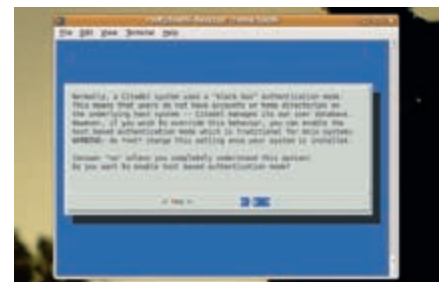 File Edit View Terminal Help
Normally, a Citadel system uses a "black box" authentication mode.
This means that users do not have accounts or home directories on
the underlying host system -- Citadel manages its own user database.
However, if you wish to override this behaviour, you can enable the
host based authentication mode which is traditional for Unix systems.
WARNING: do *not* change this setting once your system is installed.
(Answer "no" unless you completely understand this option)
Do you want to enable host based authentication mode?
< Yes >